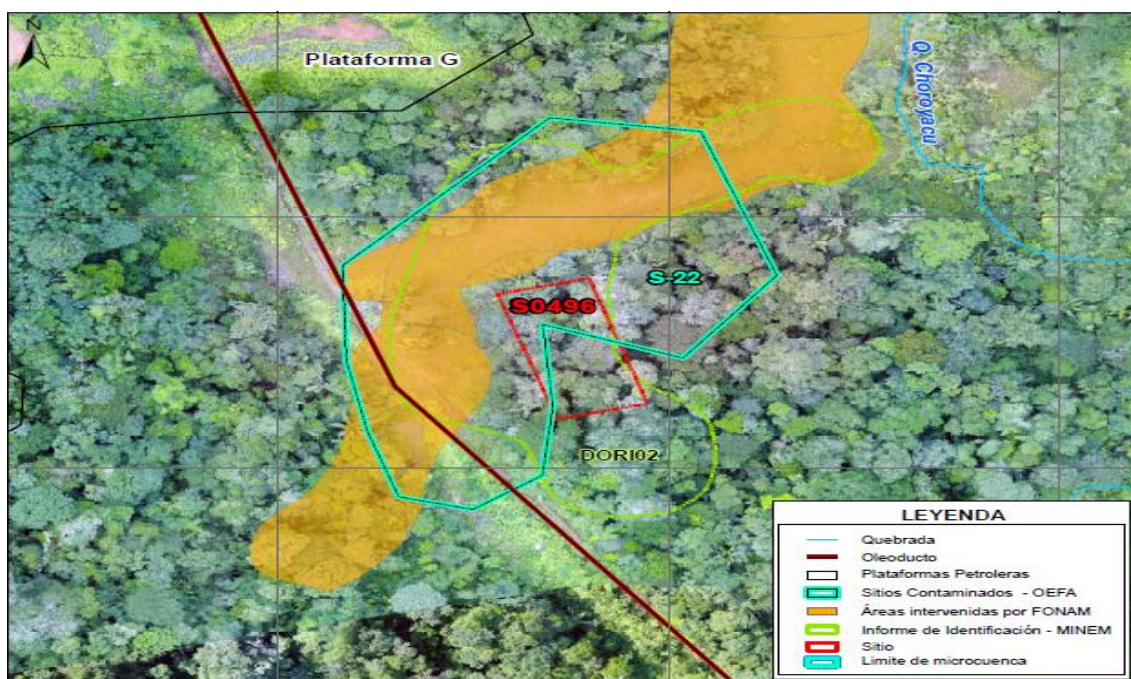 N
Plataforma G
Q. Choroyacu
S-22
S0496
DORI02
LEYENDA
Quebrada
Oleoducto
Plataformas Petroleras
Sitios Contaminados - OEFA
Áreas intervenidas por FONAM
Informe de Identificación - MINEM
Sitio
Limite de microcuenca